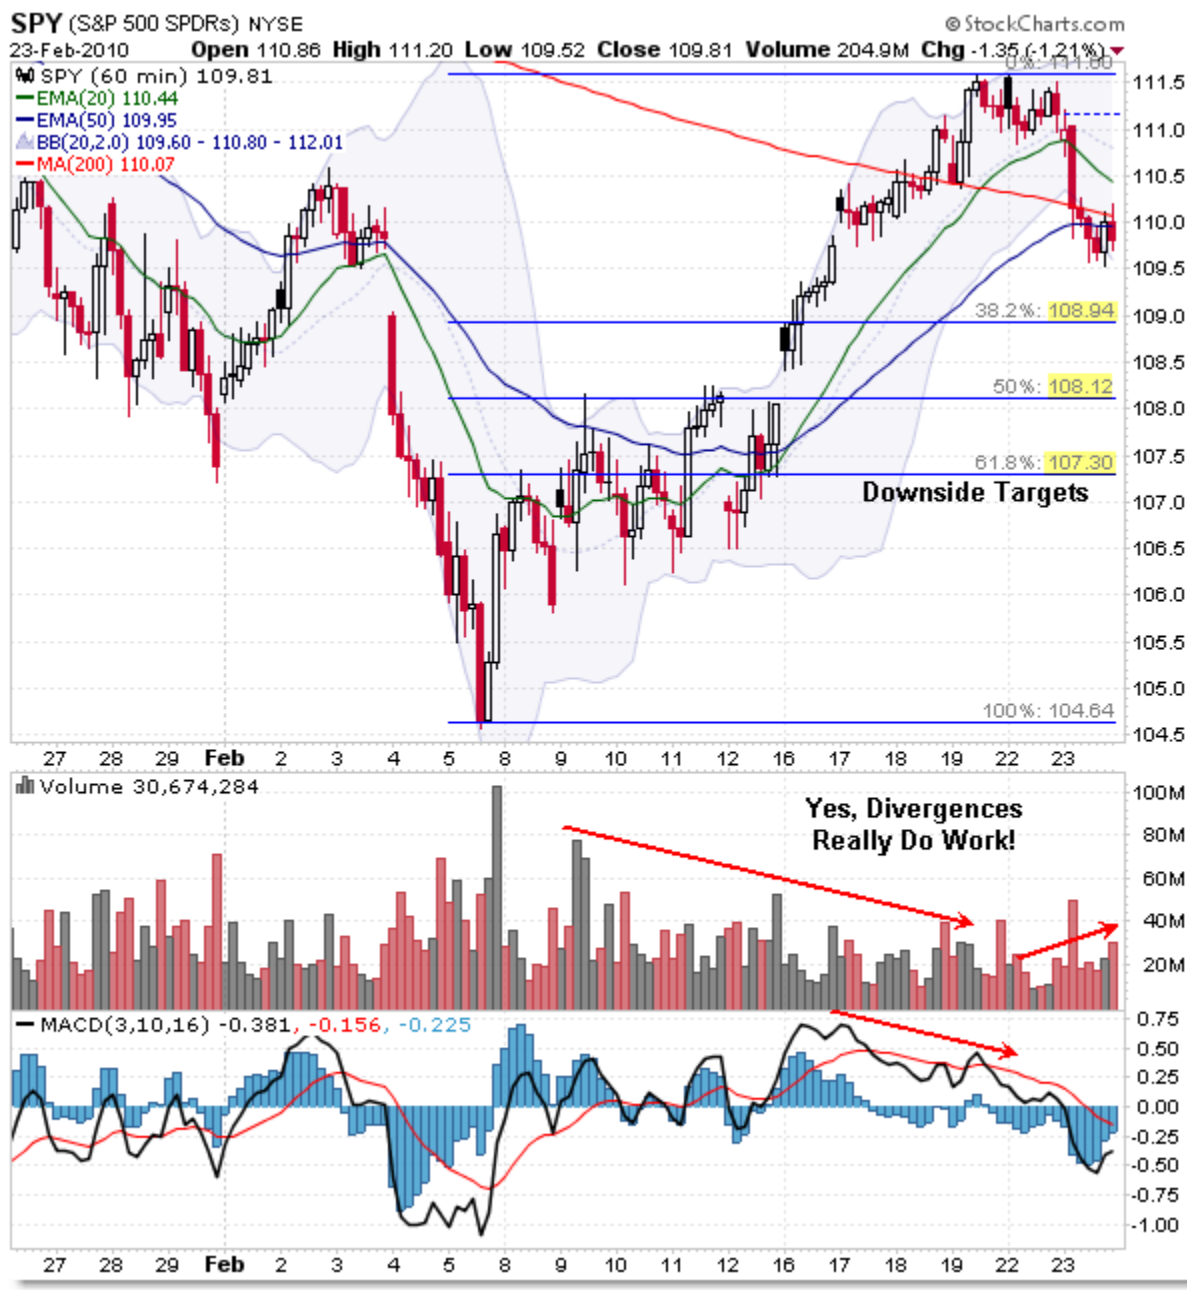 SPY (S&P 500 SPDRs) NYSE
© StockCharts.com
23-Feb-2010 Open 110.86 High 111.20 Low 109.52 Close 109.81 Volume 204.9M Chg -1.35 (-1.21%)
SPY (60 min) 109.81
EMA(20) 110.44
EMA(50) 109.95
BB(20,2.0) 109.60 - 110.80 - 112.01
MA(200) 110.07
0%: 111.60
111.5
111.0
110.5
110.0
109.5
38.2%: 108.94
109.0
108.5
50%: 108.12
108.0
61.8%: 107.30
107.5
Downside Targets
107.0
106.5
106.0
105.5
105.0
100%: 104.64
104.5
27 28 29 Feb 2 3 4 5 8 9 10 11 12 16 17 18 19 22 23
Volume 30,674,284
Yes, Divergences
Really Do Work!
100M
80M
60M
40M
20M
MACD(3,10,16) -0.381, -0.156, -0.225
0.75
0.50
0.25
0.00
-0.25
-0.50
-0.75
-1.00
27 28 29 Feb 2 3 4 5 8 9 10 11 12 16 17 18 19 22 23